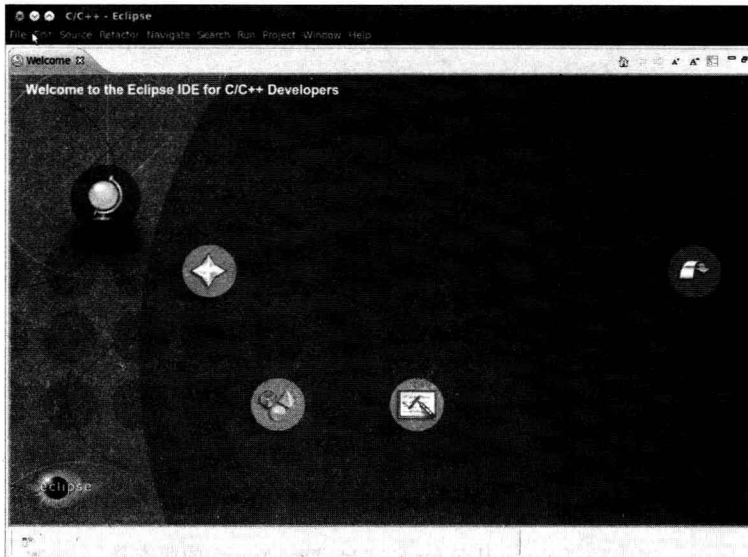 C/C++ - Eclipse
File Edit Source Refactor Navigate Search Run Project Window Help
Welcome
Welcome to the Eclipse IDE for C/C++ Developers
eclipse